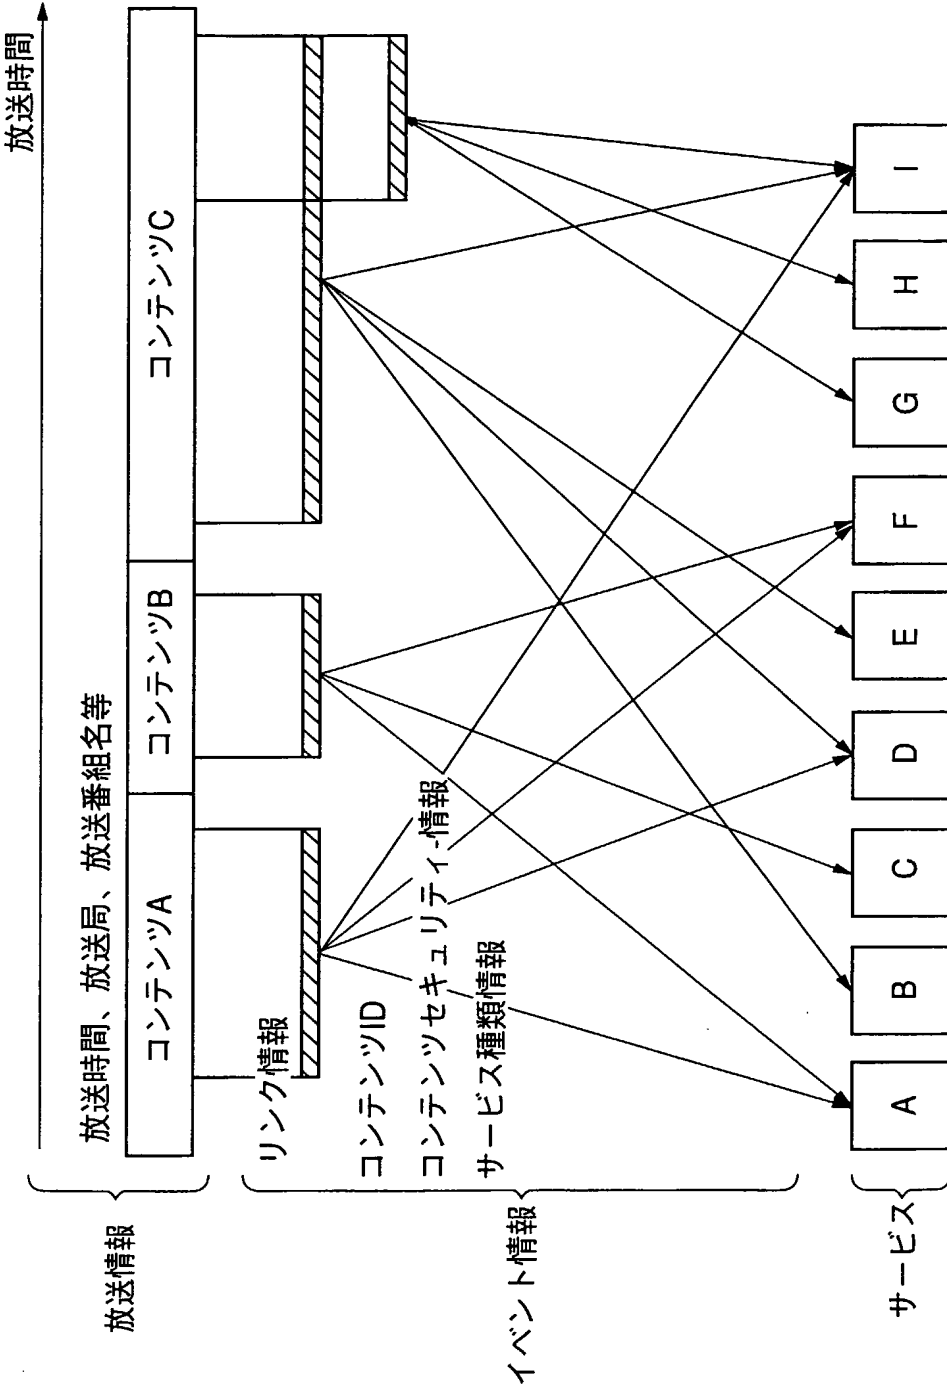 放送時間
放送情報
放送時間、放送局、放送番組名等
コンテンツA
コンテンツB
コンテンツC
イベント情報
リンク情報
コンテンツID
コンテンツセキュリティ情報
サービス種類情報
サービス
A
B
C
D
E
F
G
H
I